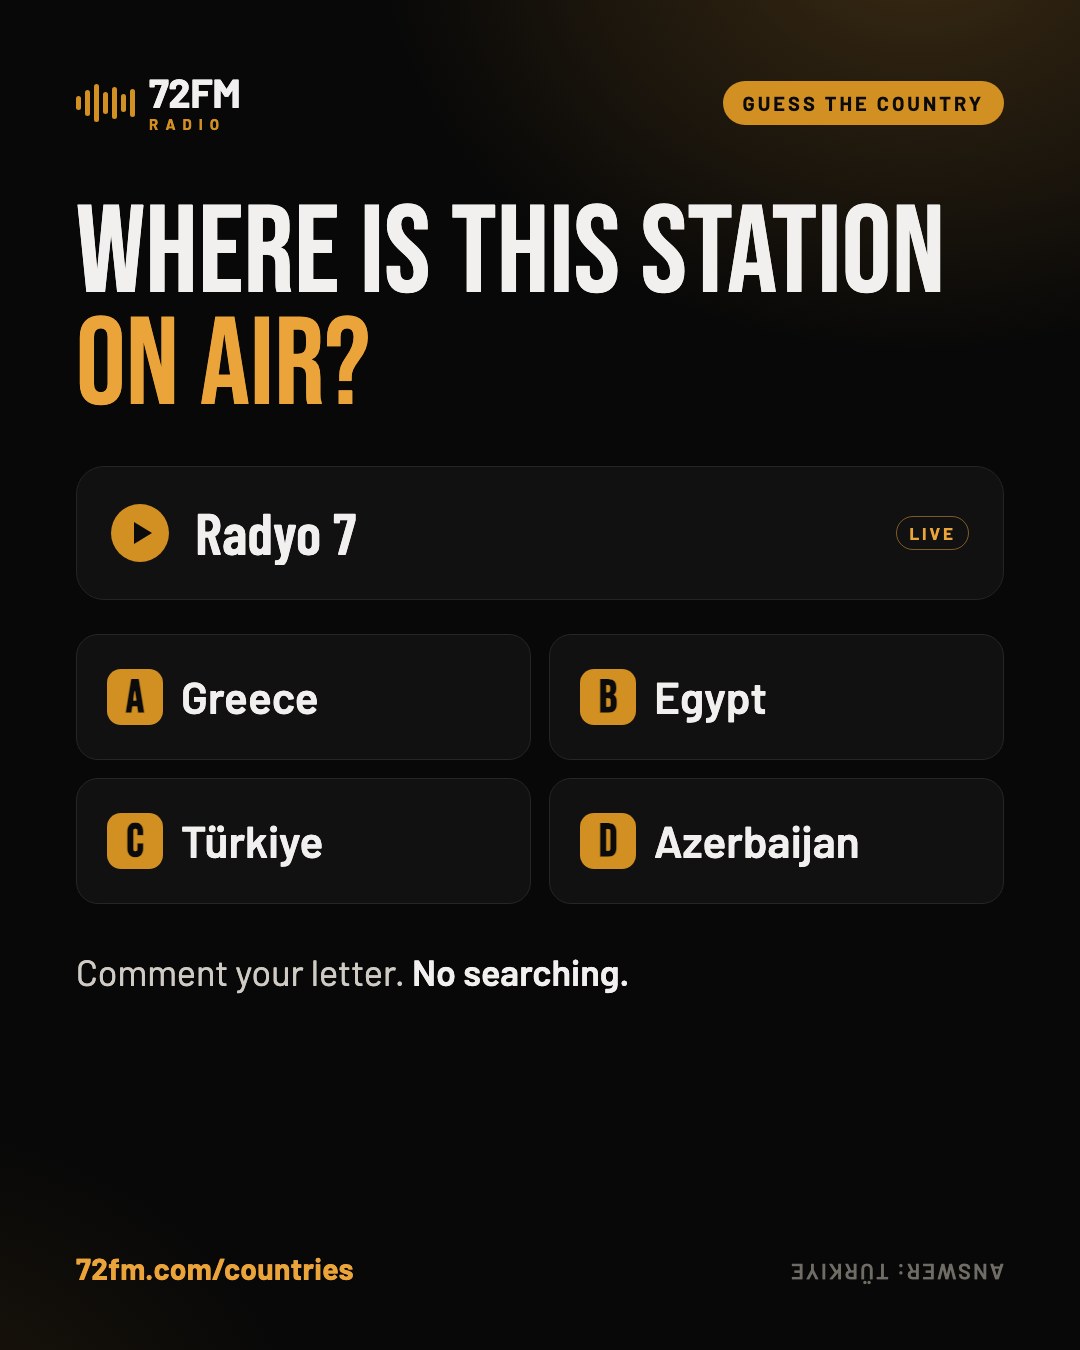 72FM
RADIO
GUESS THE COUNTRY
WHERE IS THIS STATION
ON AIR?
Radyo 7
LIVE
A Greece
B Egypt
C Türkiye
D Azerbaijan
Comment your letter. No searching.
72fm.com/countries
ANSWER: TÜRKIYE